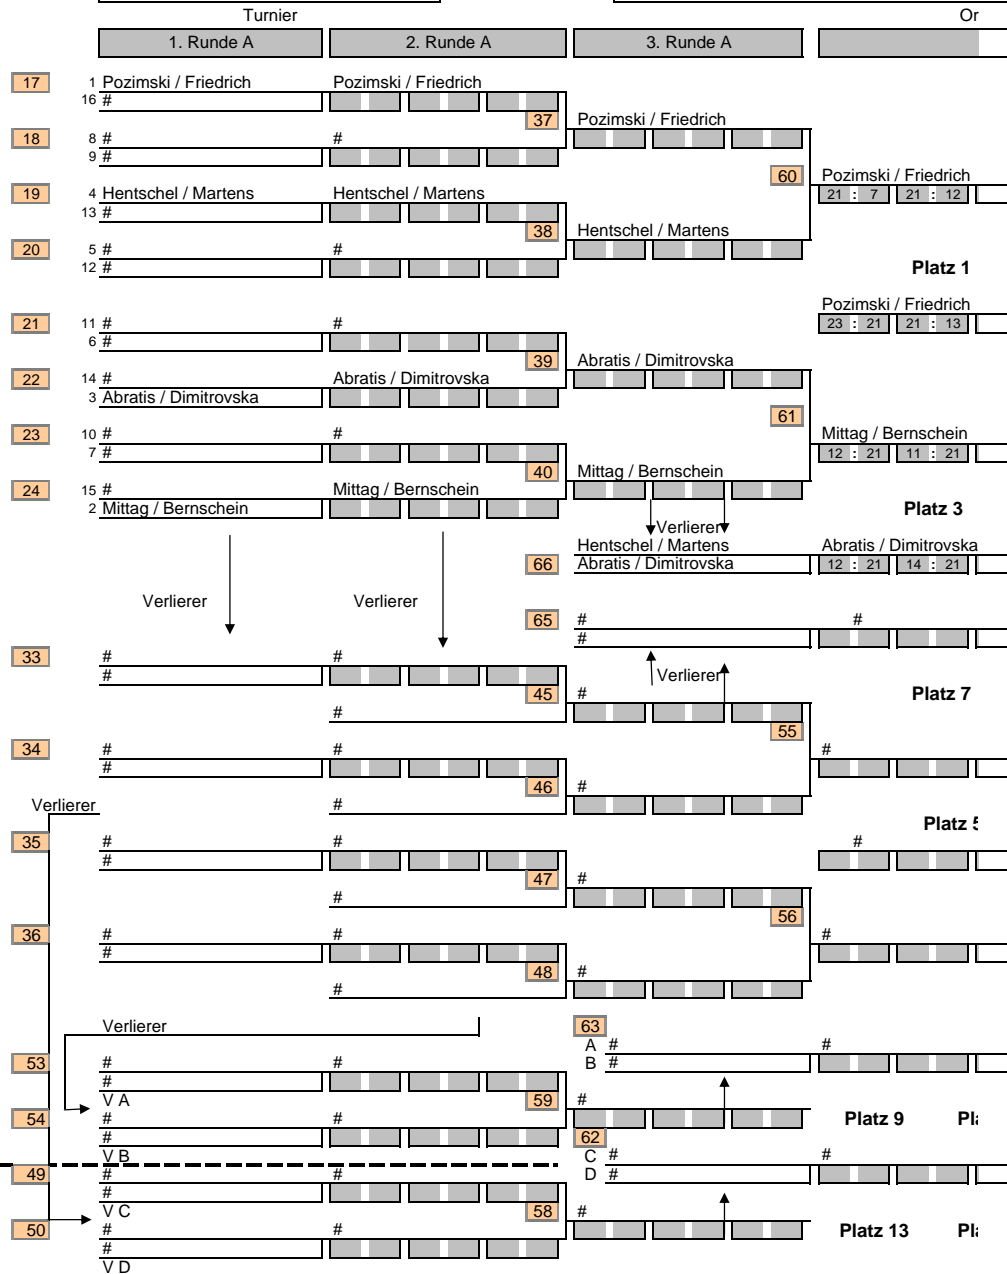 Turnier Or
1. Runde A 2. Runde A 3. Runde A
17 1 Pozimski / Friedrich Pozimski / Friedrich
16 #
37 Pozimski / Friedrich
18 8 # #
9 #
60 Pozimski / Friedrich
19 4 Hentschel / Martens Hentschel / Martens 21 : 7 21 : 12
13 #
38 Hentschel / Martens
20 5 # #
12 # Platz 1
Pozimski / Friedrich
21 11 # # 23 : 21 21 : 13
6 #
39 Abratis / Dimitrovska
22 14 # Abratis / Dimitrovska
3 Abratis / Dimitrovska
61
23 10 # # Mittag / Bernschein
7 # 12 : 21 11 : 21
40 Mittag / Bernschein
24 15 # Mittag / Bernschein
2 Mittag / Bernschein Platz 3
Verlierer
Hentschel / Martens Abratis / Dimitrovska
66 Abratis / Dimitrovska 12 : 21 14 : 21
Verlierer Verlierer
65 # #
#
33 # #
#
Verlierer
45 # Platz 7
#
55
34 # # #
#
46 #
Verlierer #
Platz 5
35 # # #
#
47 #
#
56
36 # # #
#
48 #
#
Verlierer 63
A # #
53 # # B #
#
V A 59 #
54 # # Platz 9 Pl
# 62
V B C # #
49 # # D #
#
V C 58 #
50 # # Platz 13 Pl
#
V D